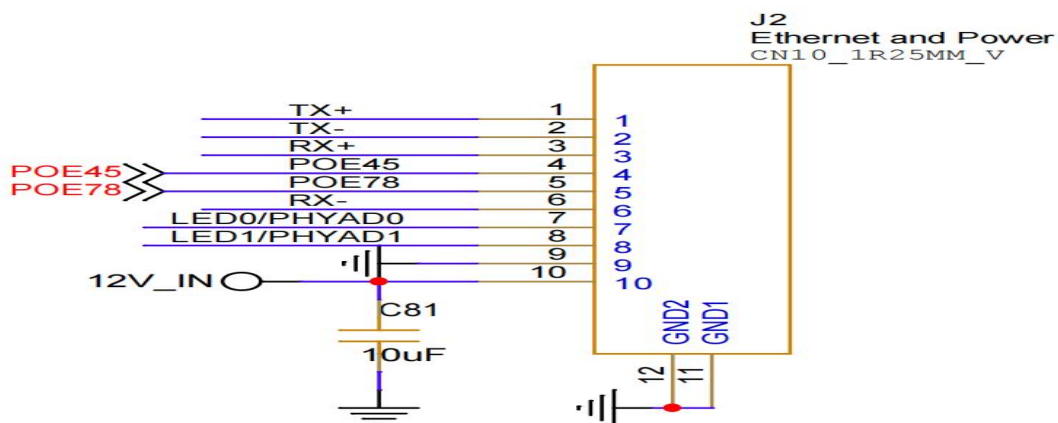 J2
Ethernet and Power
CN10_1R25MM_V
TX+ 1 1
TX- 2 2
RX+ 3 3
POE45 POE45 4 4
POE78 POE78 5 5
RX- 6 6
LED0/PHYAD0 7 7
LED1/PHYAD1 8 8
9 9
12V_IN 10 10
C81
10uF
GND2 GND1
12 11